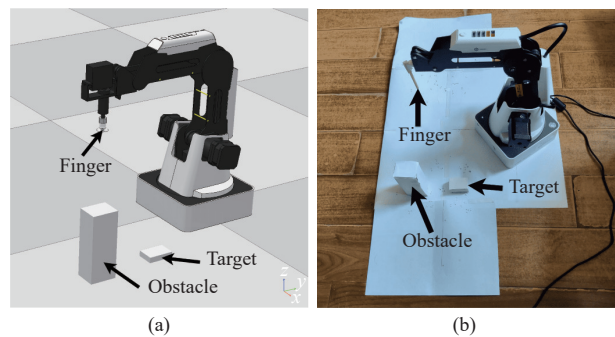 Finger
Target
Obstacle
z
y
x
(a)
Finger
Target
Obstacle
(b)